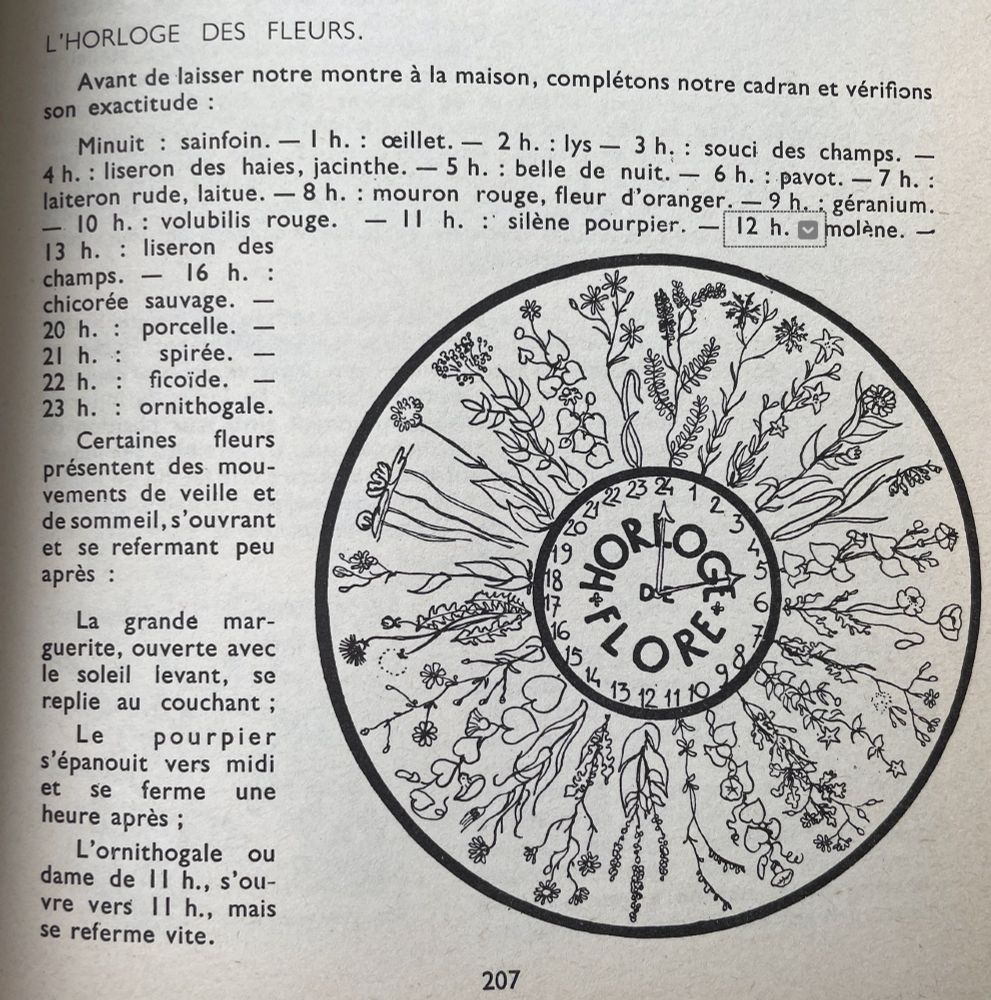 L'HORLOGE DES FLEURS.
Avant de laisser notre montre à la maison, complétons notre cadran et vérifions
son exactitude :
Minuit : sainfoin. — 1 h. : œillet. — 2 h. : lys — 3 h. : souci des champs. —
4 h. : liseron des haies, jacinthe. — 5 h. : belle de nuit. — 6 h. : pavot. — 7 h. :
laiteron rude, laitue. — 8 h. : mouron rouge, fleur d'oranger. — 9 h. : géranium.
— 10 h. : volubilis rouge. — 11 h. : silène pourpier. — 12 h. molène. —
13 h. : liseron des
champs. — 16 h. :
chicorée sauvage. —
20 h. : porcelle. —
21 h. : spirée. —
22 h. : ficoïde. —
23 h. : ornithogale.
Certaines fleurs
présentent des mou-
vements de veille et
de sommeil, s'ouvrant
et se refermant peu
après :
La grande mar-
guerite, ouverte avec
le soleil levant, se
replie au couchant ;
Le pourpier
s'épanouit vers midi
et se ferme une
heure après ;
L'ornithogale ou
dame de 11 h., s'ou-
vre vers 11 h., mais
se referme vite.
24 1 2 3 4 5 6 7 8 9 10 11 12 13 14 15 16 17 18 19 20 21 22 23
HORLOGE
DE
FLORE
207